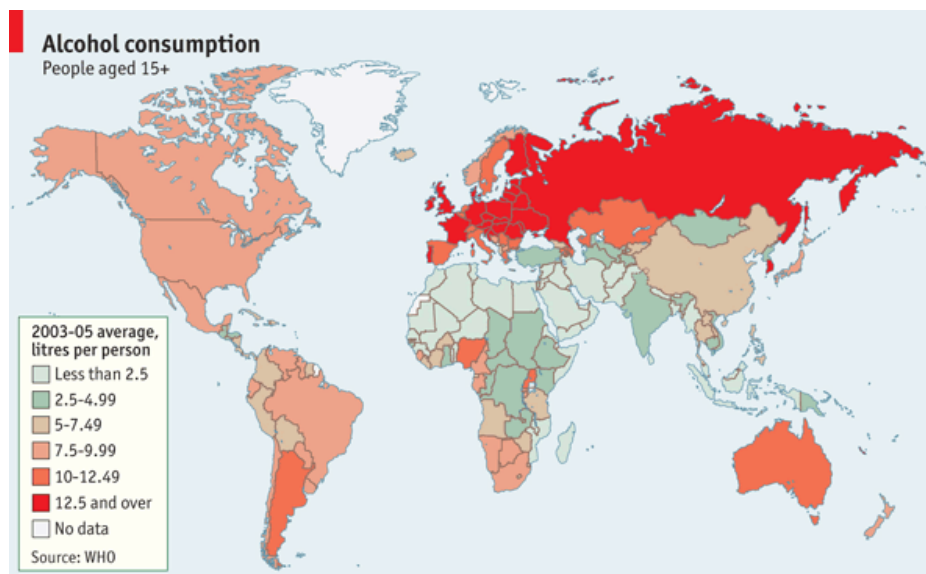 Alcohol consumption
People aged 15+
2003-05 average,
litres per person
Less than 2.5
2.5-4.99
5-7.49
7.5-9.99
10-12.49
12.5 and over
No data
Source: WHO